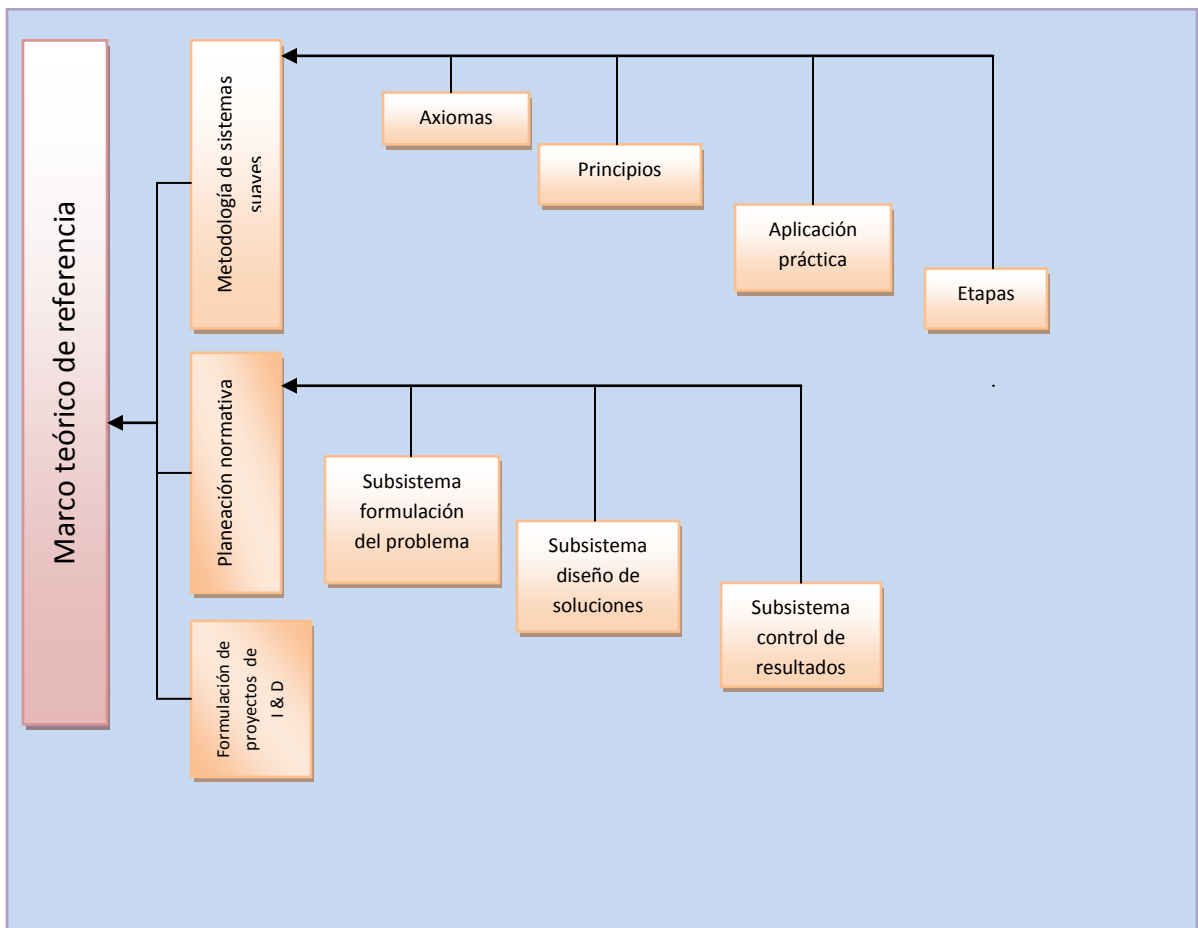 Marco teórico de referencia
Metodología de sistemas
suaves
Axiomas
Principios
Aplicación
práctica
Etapas
Planeación normativa
Subsistema
formulación
del problema
Subsistema
diseño de
soluciones
Subsistema
control de
resultados
Formulación de
proyectos de
I & D